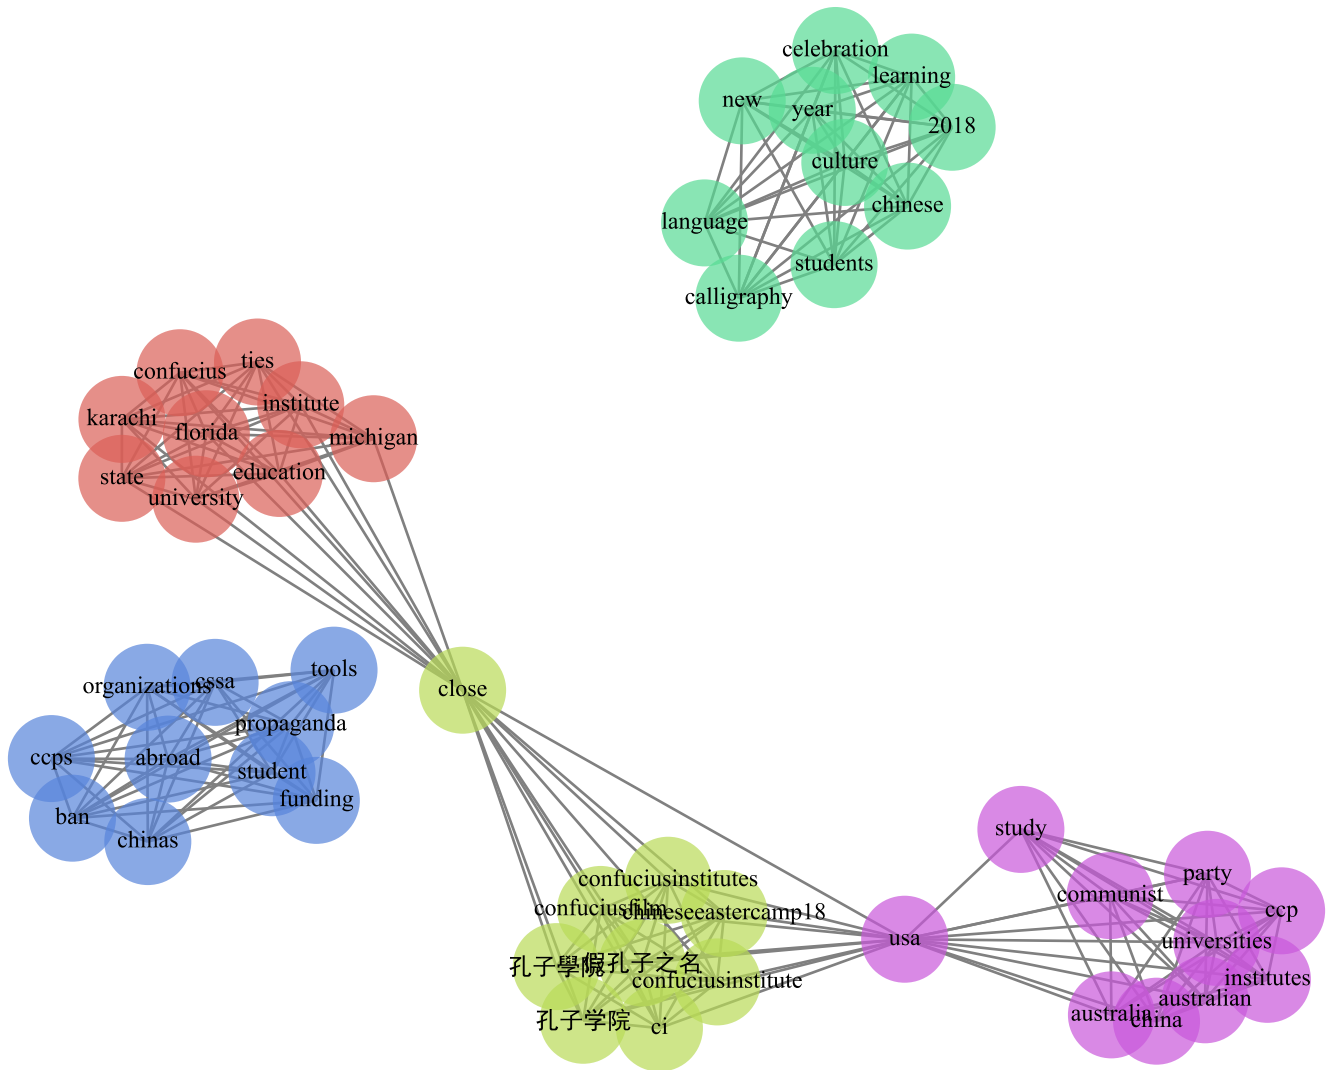 celebration
learning
new
year
2018
culture
chinese
language
students
calligraphy
ties
confucius
institute
karachi
florida
michigan
education
state
university
tools
organizations
cssa
propaganda
close
ccps
abroad
student
funding
ban
chinas
study
party
confuciusinstitutes
communist
confuciusfilm
chineseeastercamp18
ccp
usa
universities
孔子學院
假孔子之名
confuciusinstitute
institutes
australian
孔子学院
ci
australia
china